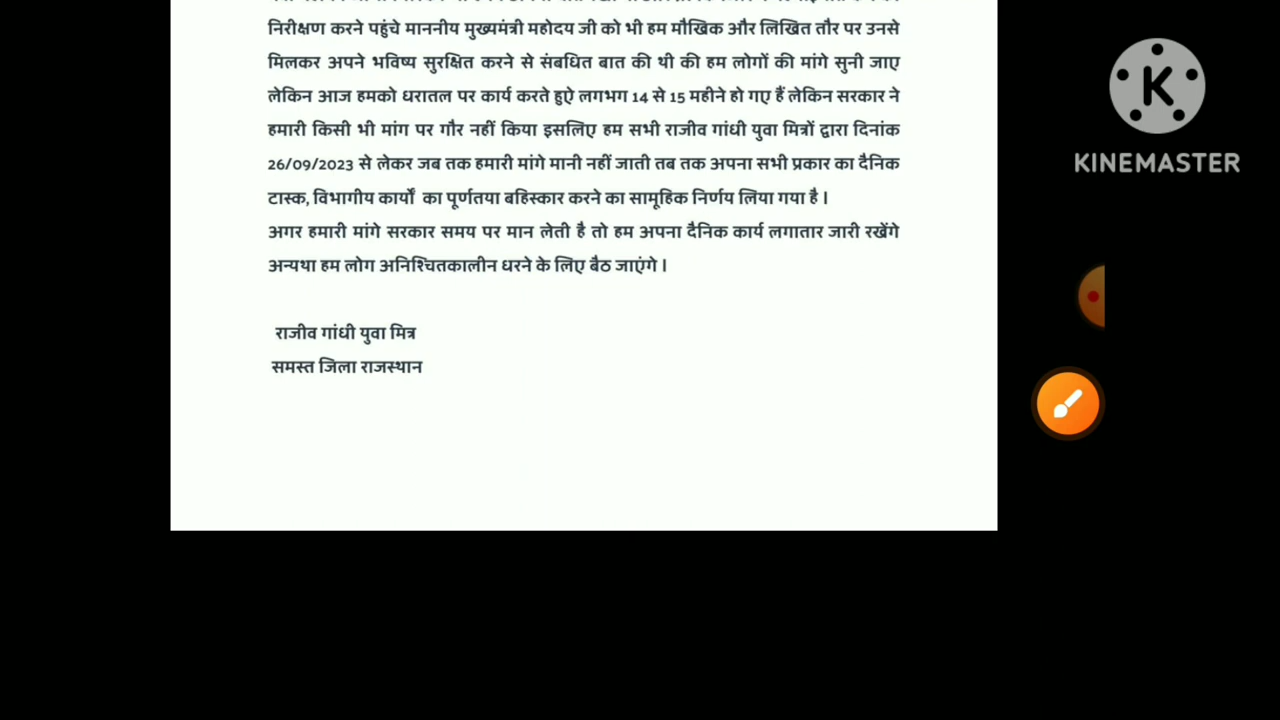 निरीक्षण करने पहुंचे माननीय मुख्यमंत्री महोदय जी को भी हम मौखिक और लिखित तौर पर उनसे
मिलकर अपने भविष्य सुरक्षित करने से संबधित बात की थी की हम लोगों की मांगे सुनी जाए
लेकिन आज हमको धरातल पर कार्य करते हुऐ लगभग 14 से 15 महीने हो गए हैं लेकिन सरकार ने
हमारी किसी भी मांग पर गौर नहीं किया इसलिए हम सभी राजीव गांधी युवा मित्रों द्वारा दिनांक
26/09/2023 से लेकर जब तक हमारी मांगे मानी नहीं जाती तब तक अपना सभी प्रकार का दैनिक
टास्क, विभागीय कार्यों का पूर्णतया बहिस्कार करने का सामूहिक निर्णय लिया गया है ।
अगर हमारी मांगे सरकार समय पर मान लेती है तो हम अपना दैनिक कार्य लगातार जारी रखेंगे
अन्यथा हम लोग अनिश्चितकालीन धरने के लिए बैठ जाएंगे ।
राजीव गांधी युवा मित्र
समस्त जिला राजस्थान
K
KINEMASTER